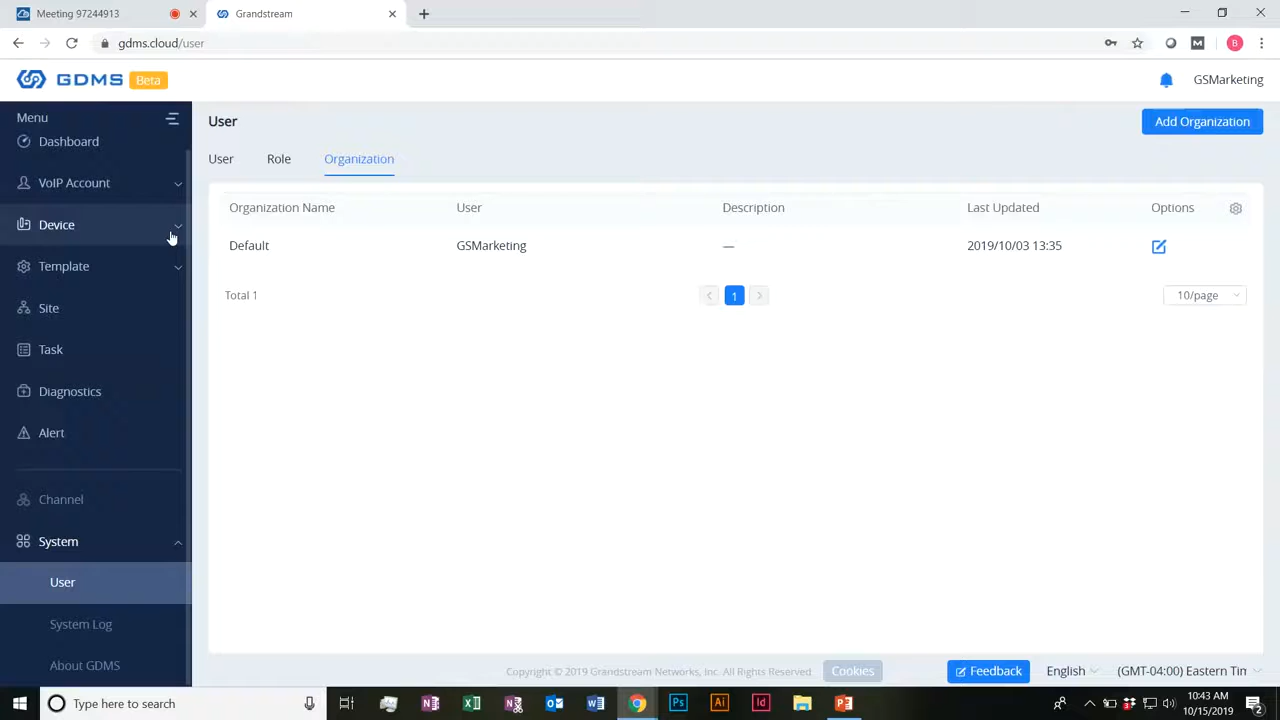 Meeting 97244913
Grandstream
gdms.cloud/user
M
B
GDMS Beta
GSMarketing
Menu
Dashboard
VoIP Account
Device
Template
Site
Task
Diagnostics
Alert
Channel
System
User
System Log
About GDMS
User
Add Organization
User Role Organization
Organization Name User Description Last Updated Options
Default GSMarketing — 2019/10/03 13:35
Total 1
1
10/page
Copyright © 2019 Grandstream Networks, Inc. All Rights Reserved.
Cookies
Feedback
English
(GMT-04:00) Eastern Tin
Type here to search
Ps
Ai
Id
10:43 AM
10/15/2019
2